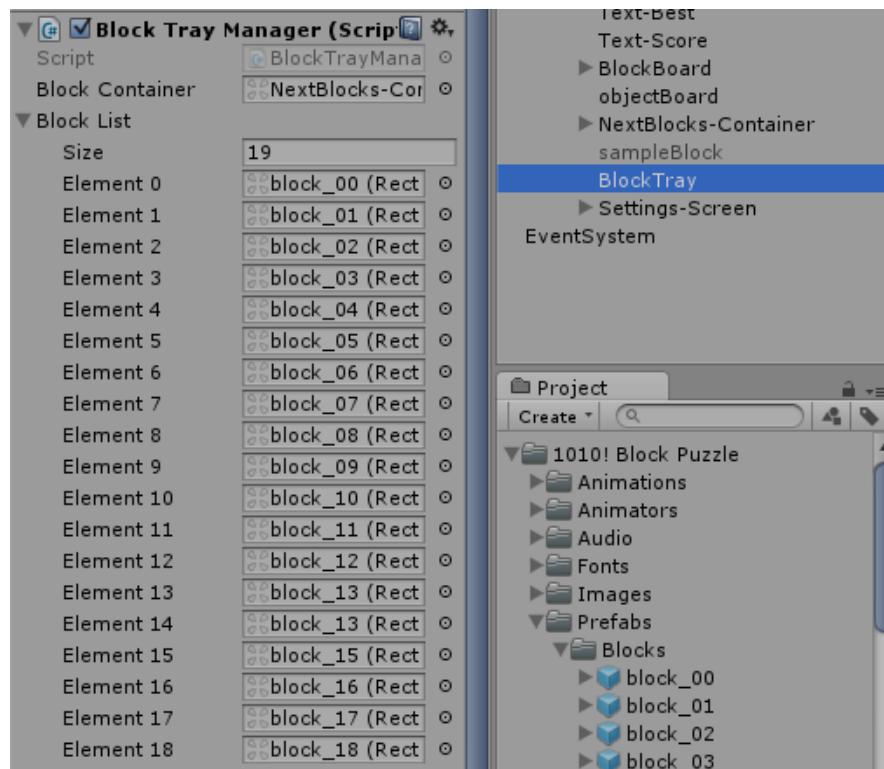 Block Tray Manager (Scrip
Script BlockTrayMana
Block Container NextBlocks-Cor
Block List
Size 19
Element 0 block_00 (Rect
Element 1 block_01 (Rect
Element 2 block_02 (Rect
Element 3 block_03 (Rect
Element 4 block_04 (Rect
Element 5 block_05 (Rect
Element 6 block_06 (Rect
Element 7 block_07 (Rect
Element 8 block_08 (Rect
Element 9 block_09 (Rect
Element 10 block_10 (Rect
Element 11 block_11 (Rect
Element 12 block_12 (Rect
Element 13 block_13 (Rect
Element 14 block_13 (Rect
Element 15 block_15 (Rect
Element 16 block_16 (Rect
Element 17 block_17 (Rect
Element 18 block_18 (Rect
Text-Best
Text-Score
BlockBoard
objectBoard
NextBlocks-Container
sampleBlock
BlockTray
Settings-Screen
EventSystem
Project
Create
1010! Block Puzzle
Animations
Animators
Audio
Fonts
Images
Prefabs
Blocks
block_00
block_01
block_02
block_03